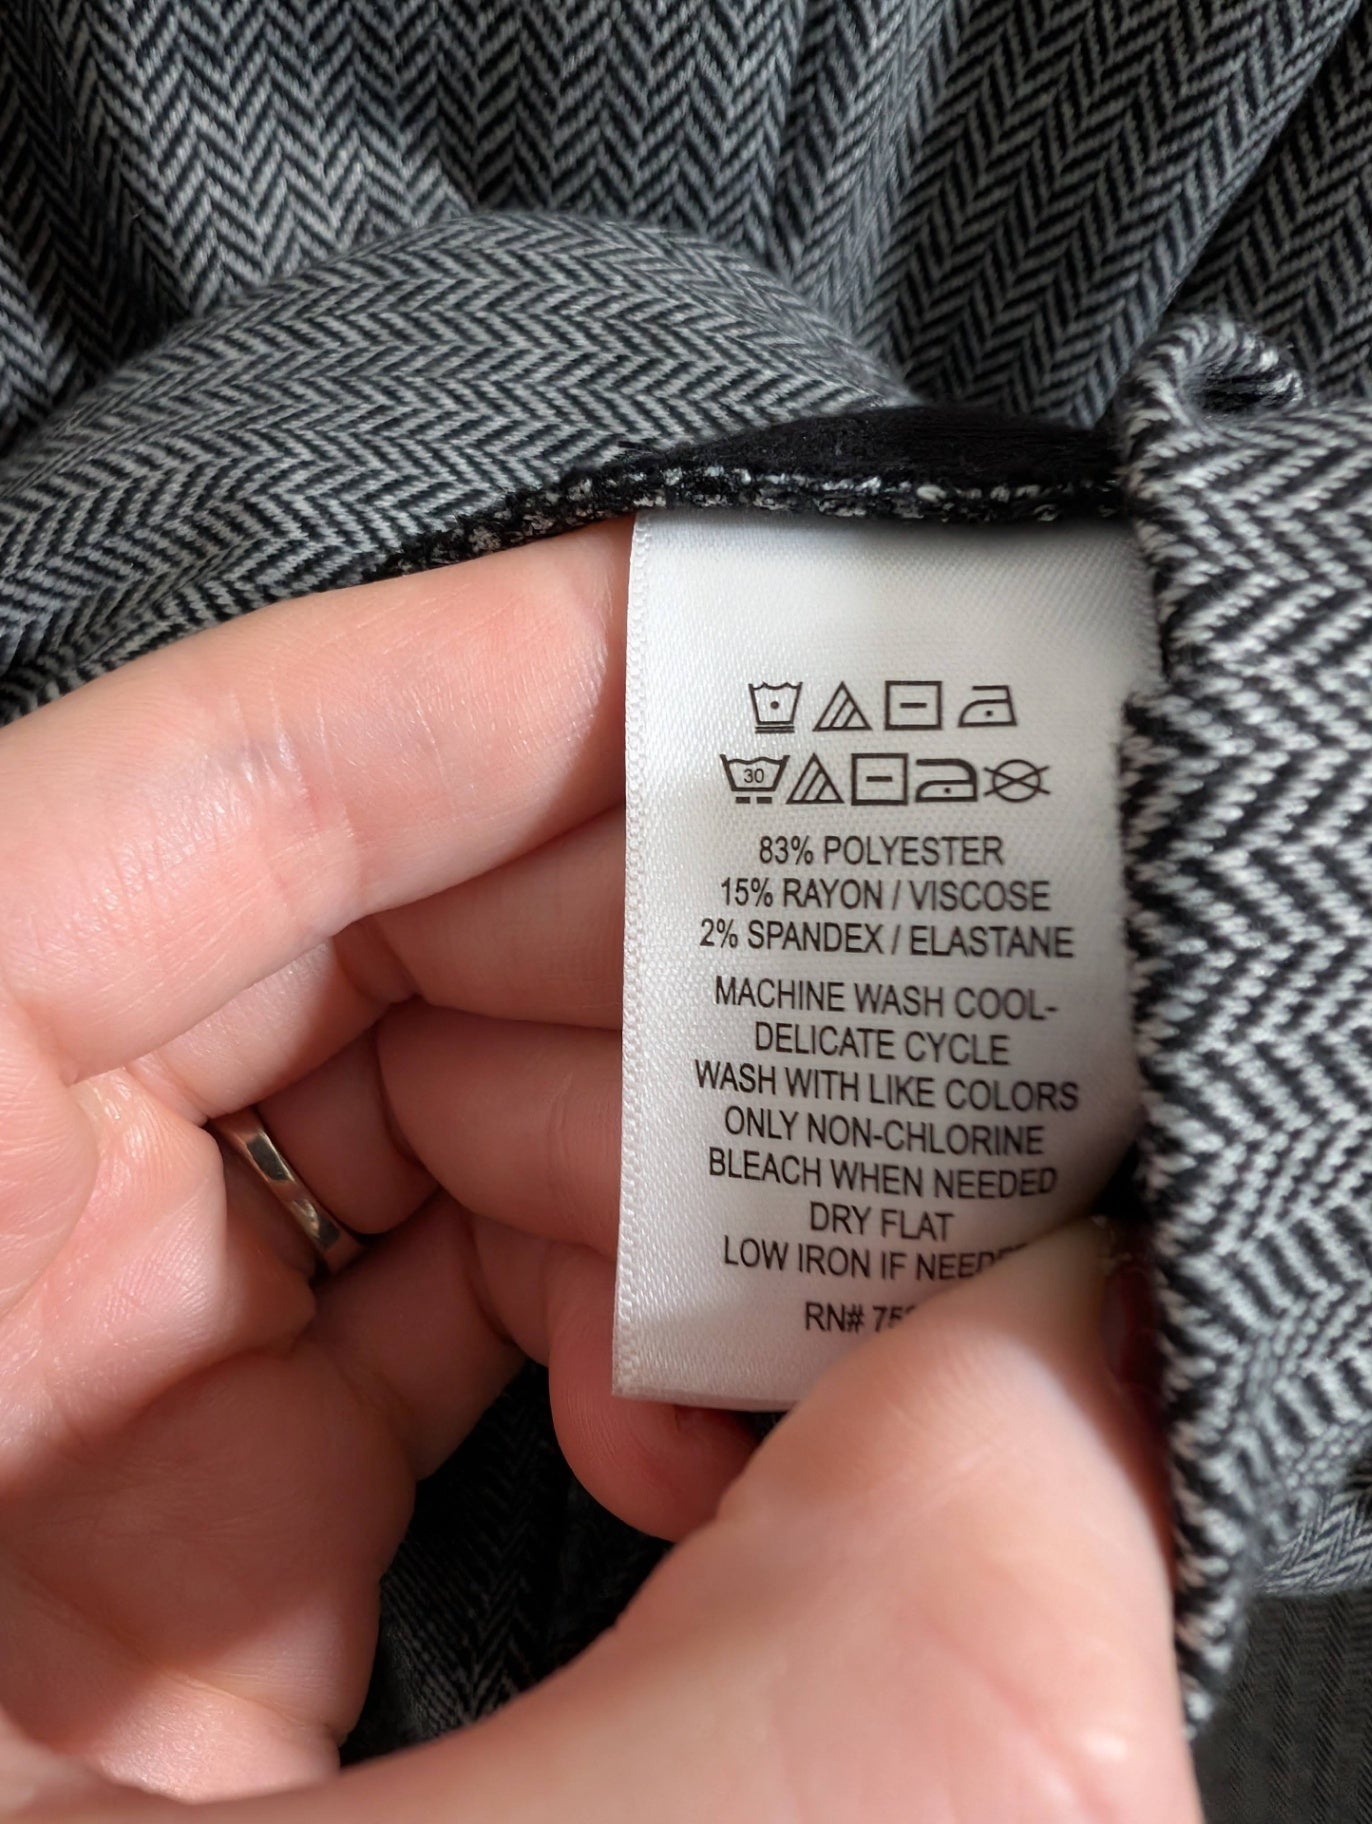 30
83% POLYESTER
15% RAYON / VISCOSE
2% SPANDEX / ELASTANE
MACHINE WASH COOL-
DELICATE CYCLE
WASH WITH LIKE COLORS
ONLY NON-CHLORINE
BLEACH WHEN NEEDED
DRY FLAT
LOW IRON IF
RN#